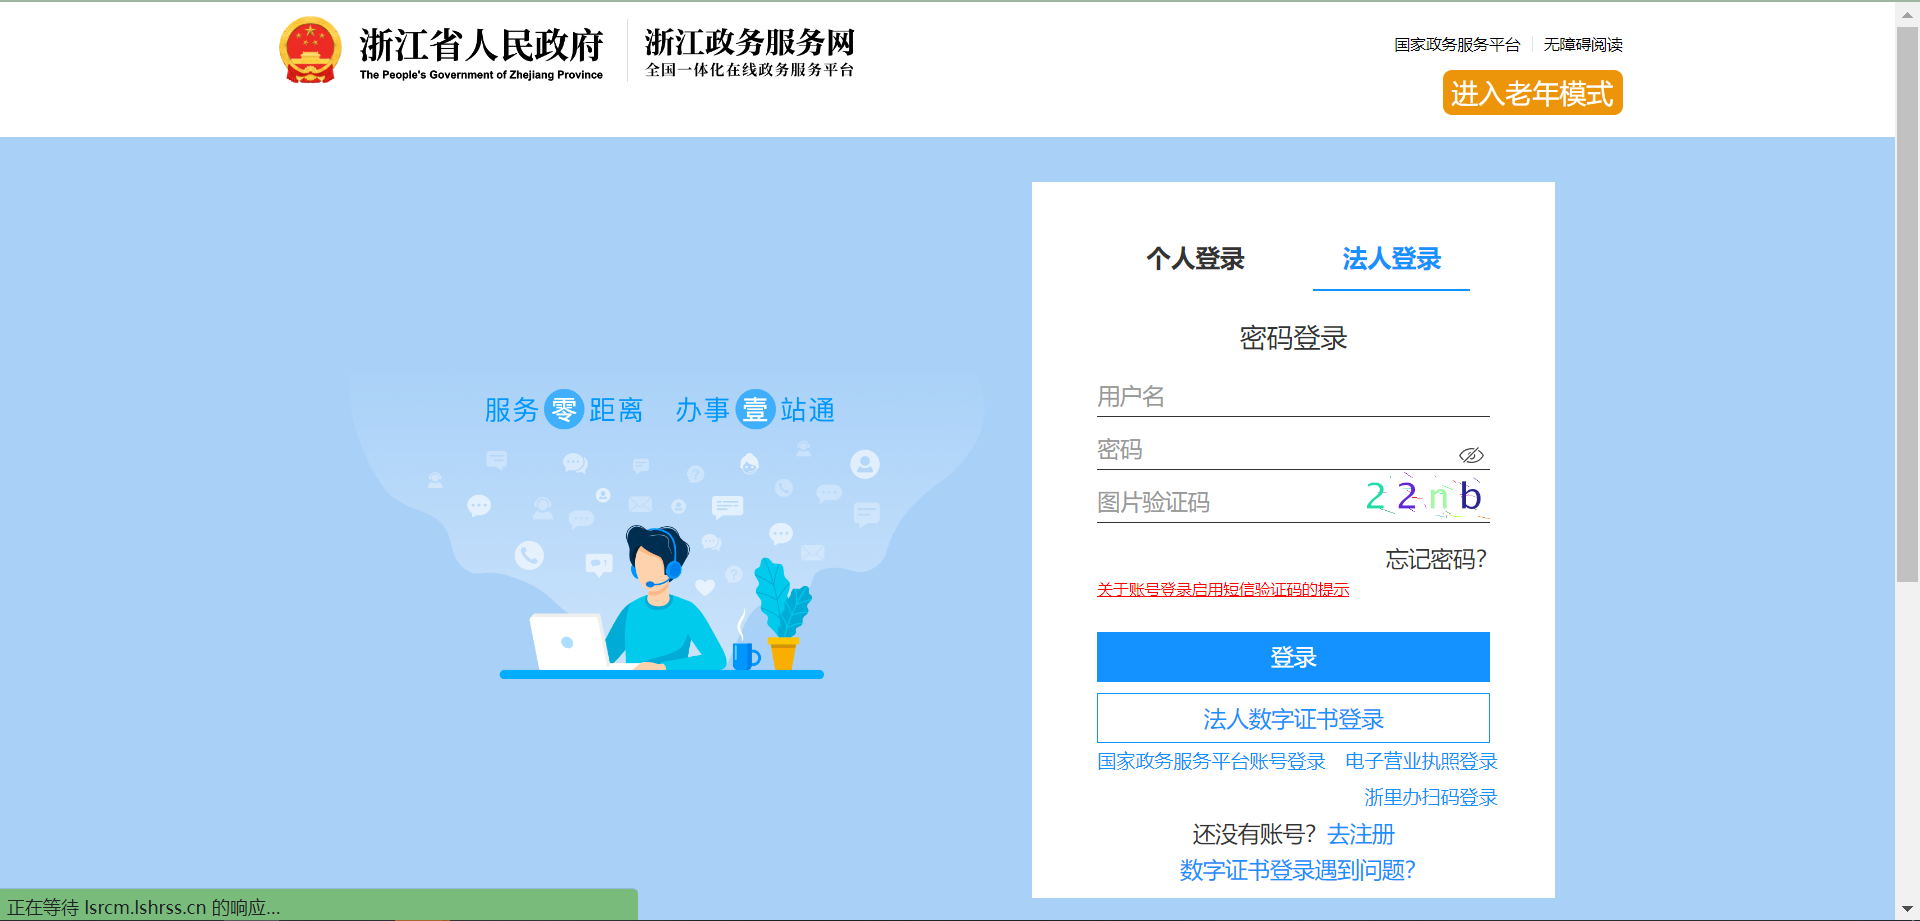 浙江省人民政府
The People's Government of Zhejiang Province
浙江政务服务网
全国一体化在线政务服务平台
国家政务服务平台
无障碍阅读
进入老年模式
服务零距离 办事壹站通
个人登录
法人登录
密码登录
用户名
密码
图片验证码
22nb
忘记密码?
关于账号登录启用短信验证码的提示
登录
法人数字证书登录
国家政务服务平台账号登录
电子营业执照登录
浙里办扫码登录
还没有账号? 去注册
数字证书登录遇到问题?
正在等待 lsrcm.lshrss.cn 的响应...